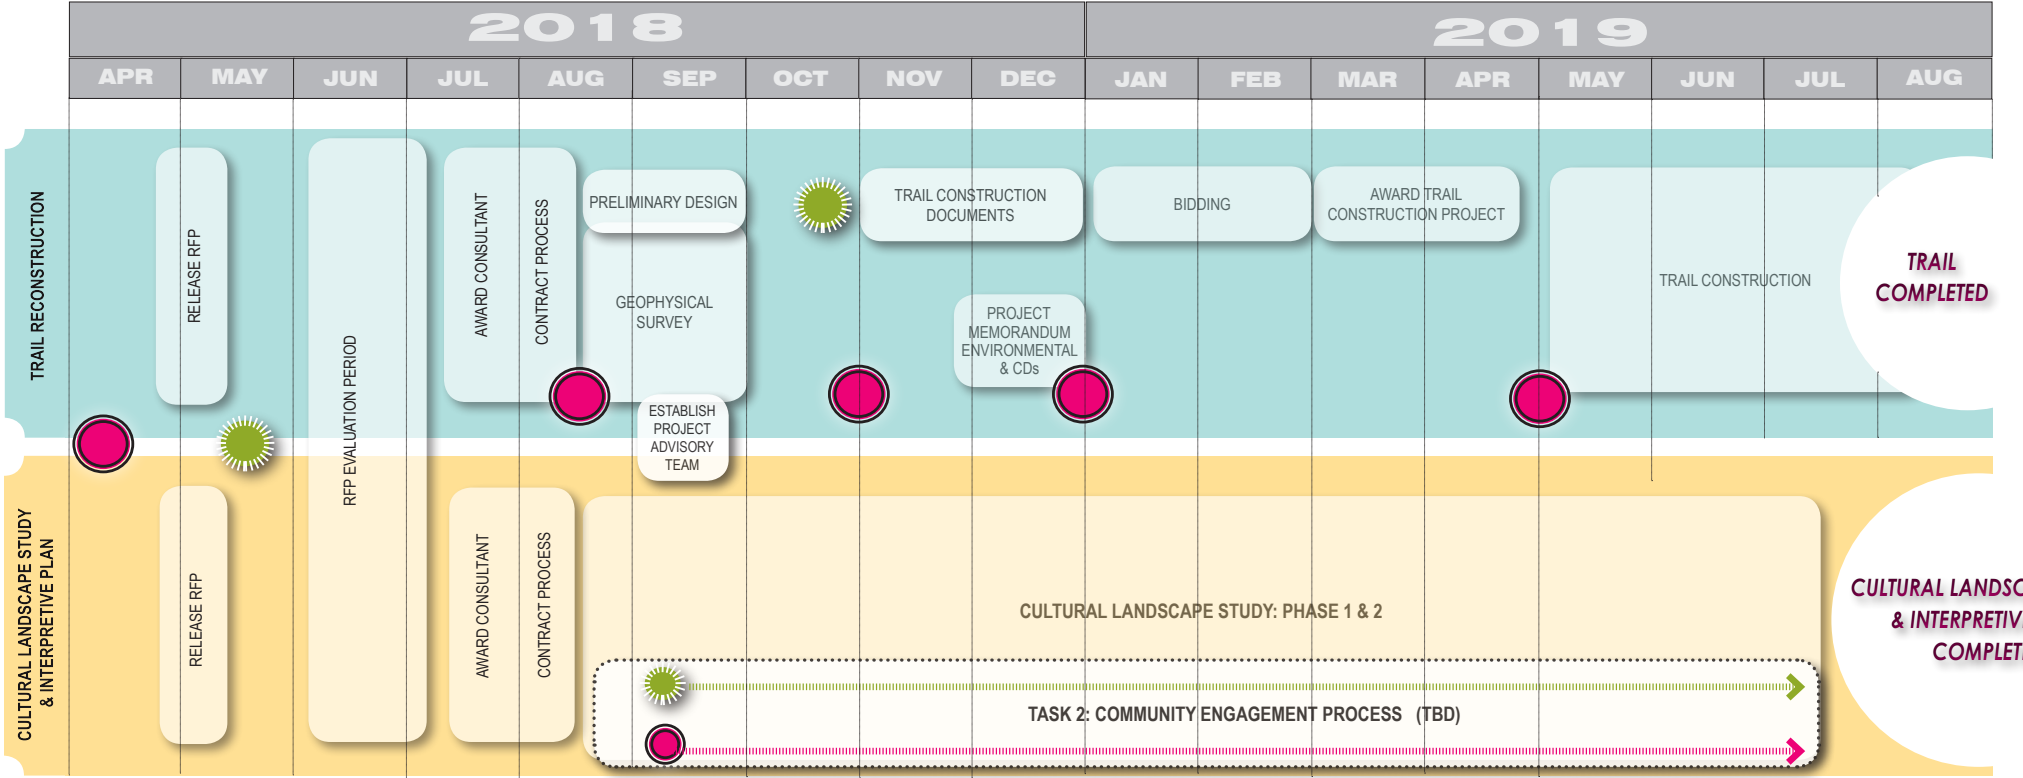 2018
2019
APR MAY JUN JUL AUG SEP OCT NOV DEC JAN FEB MAR APR MAY JUN JUL AUG
TRAIL RECONSTRUCTION
RELEASE RFP
RFP EVALUATION PERIOD
AWARD CONSULTANT
CONTRACT PROCESS
PRELIMINARY DESIGN
GEOPHYSICAL
SURVEY
ESTABLISH
PROJECT
ADVISORY
TEAM
TRAIL CONSTRUCTION
DOCUMENTS
PROJECT
MEMORANDUM
ENVIRONMENTAL
& CDs
BIDDING
AWARD TRAIL
CONSTRUCTION PROJECT
TRAIL CONSTRUCTION
TRAIL
COMPLETED
CULTURAL LANDSCAPE STUDY
& INTERPRETIVE PLAN
RELEASE RFP
AWARD CONSULTANT
CONTRACT PROCESS
CULTURAL LANDSCAPE STUDY: PHASE 1 & 2
TASK 2: COMMUNITY ENGAGEMENT PROCESS (TBD)
CULTURAL
&